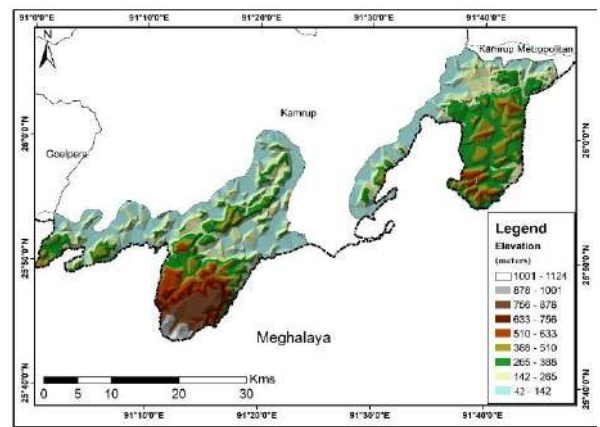 91°0'0"E 91°10'0"E 91°20'0"E 91°30'0"E 91°40'0"E
N
Kamrup Metropolitan
Kamrup
Goalpara
26°0'0"N
26°0'0"N
25°50'0"N
25°50'0"N
25°40'0"N
25°40'0"N
Meghalaya
Legend
Elevation
(meters)
1001 - 1124
878 - 1001
756 - 878
633 - 756
510 - 633
388 - 510
265 - 388
142 - 265
42 - 142
Kms
0 5 10 20 30
91°10'0"E 91°20'0"E 91°30'0"E 91°40'0"E